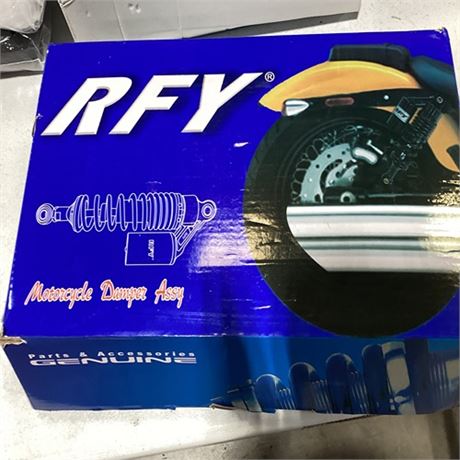 RFY®
Motorcycle Damper Assy
Parts & Accessories
GENUINE